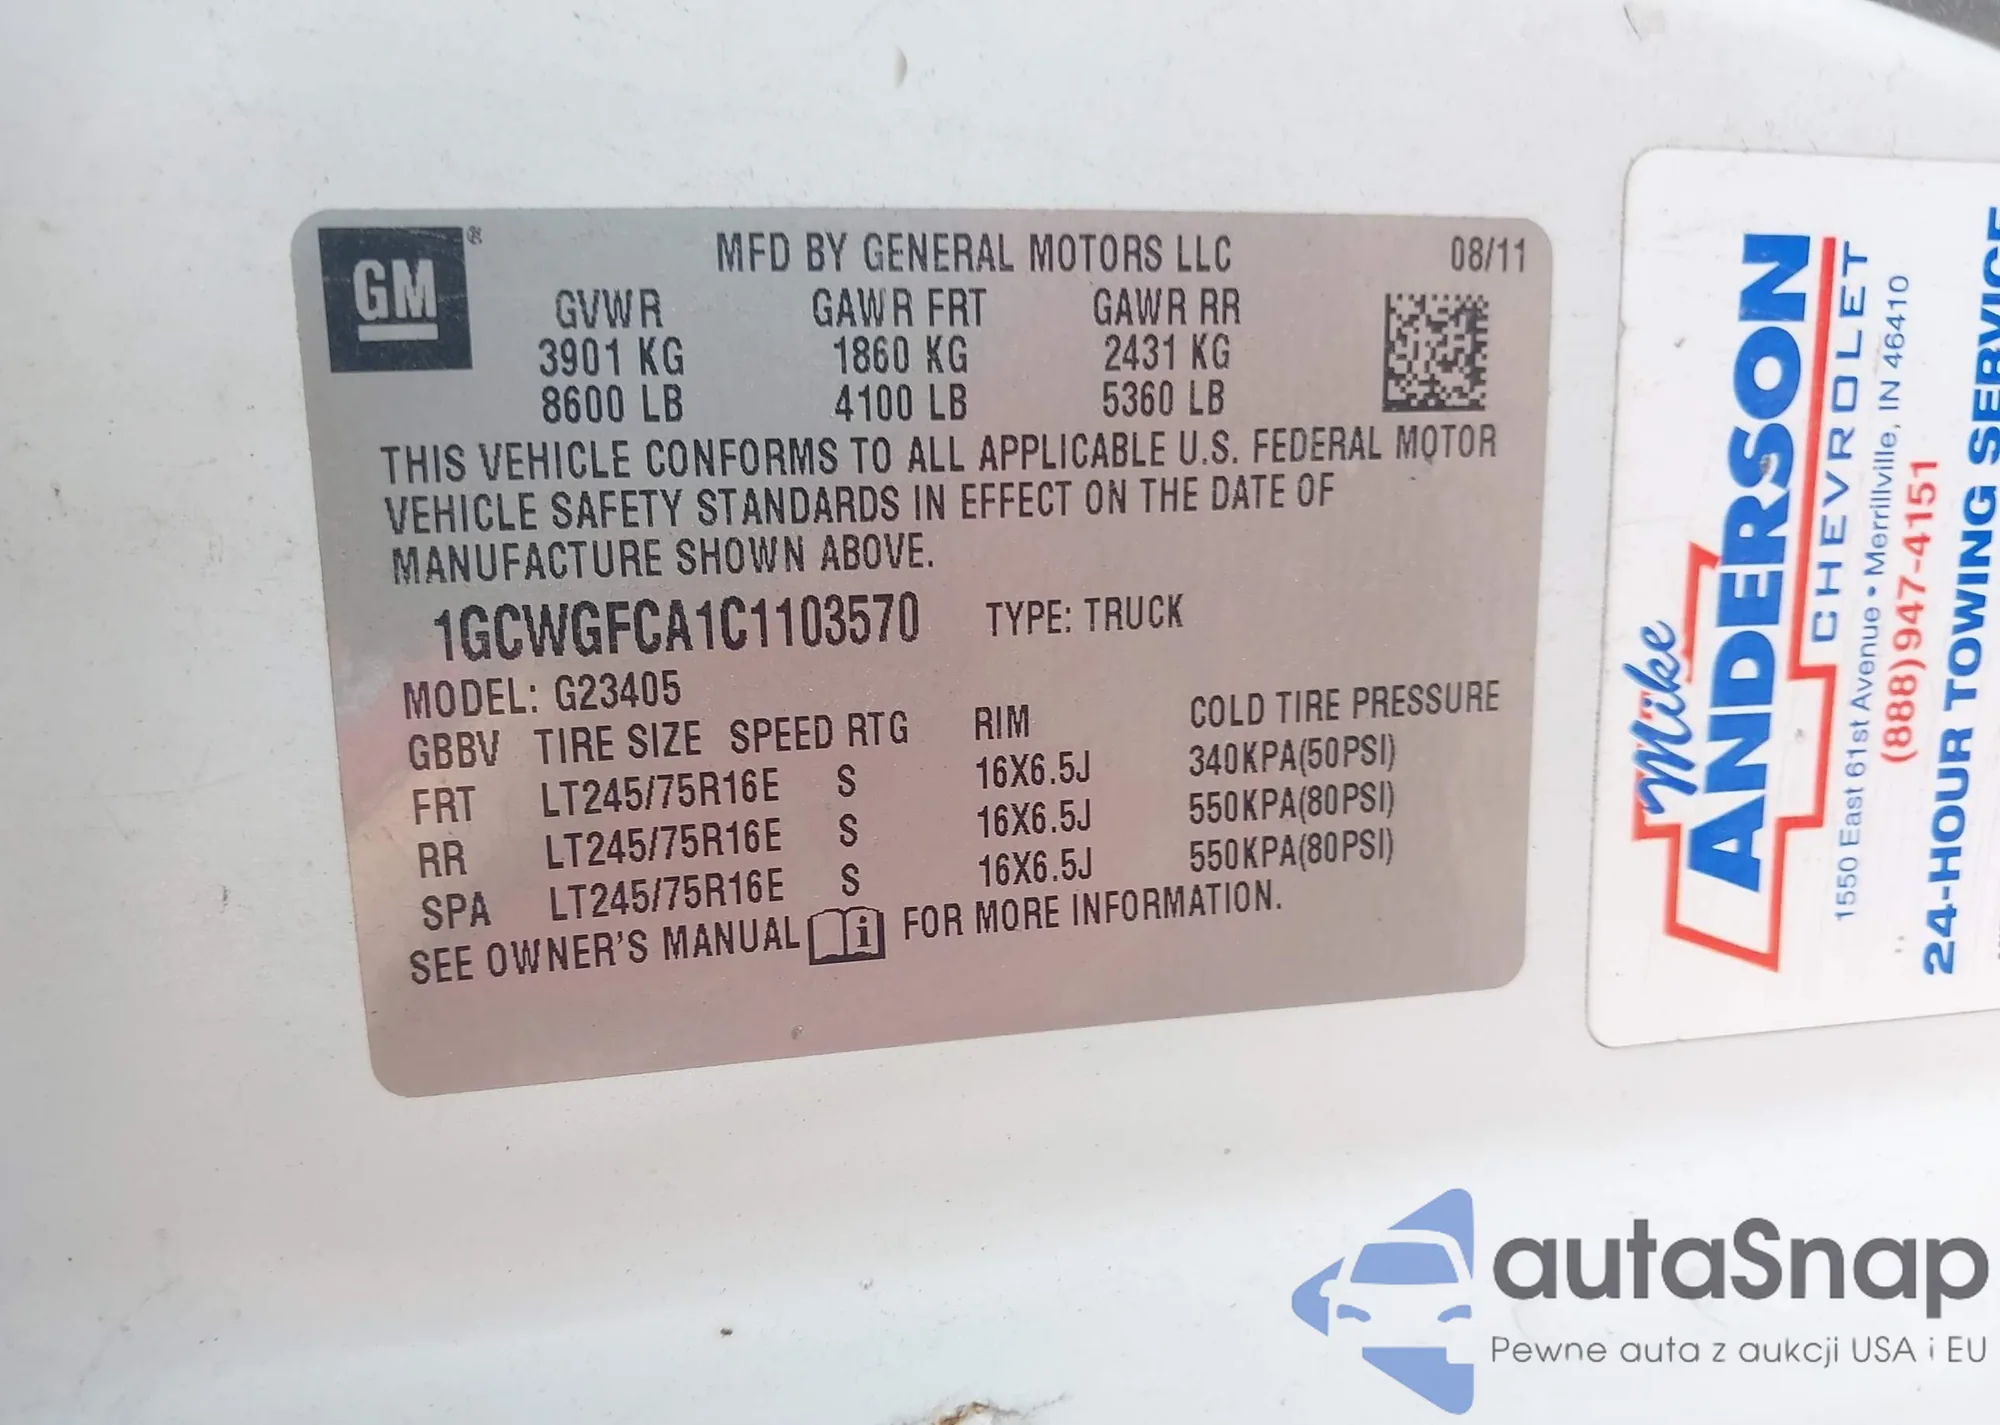 GM
MFD BY GENERAL MOTORS LLC 08/11
GVWR GAWR FRT GAWR RR
3901 KG 1860 KG 2431 KG
8600 LB 4100 LB 5360 LB
THIS VEHICLE CONFORMS TO ALL APPLICABLE U.S. FEDERAL MOTOR
VEHICLE SAFETY STANDARDS IN EFFECT ON THE DATE OF
MANUFACTURE SHOWN ABOVE.
1GCWGFCA1C1103570 TYPE: TRUCK
MODEL: G23405
GBBV TIRE SIZE SPEED RTG RIM COLD TIRE PRESSURE
FRT LT245/75R16E S 16X6.5J 340KPA(50PSI)
RR LT245/75R16E S 16X6.5J 550KPA(80PSI)
SPA LT245/75R16E S 16X6.5J 550KPA(80PSI)
SEE OWNER'S MANUAL i FOR MORE INFORMATION.
Mike
ANDERSON
CHEVROLET
1550 East 61st Avenue • Merrillville, IN 46410
(888)947-4151
24-HOUR TOWING SERVICE
autaSnap
Pewne auta z aukcji USA i EU